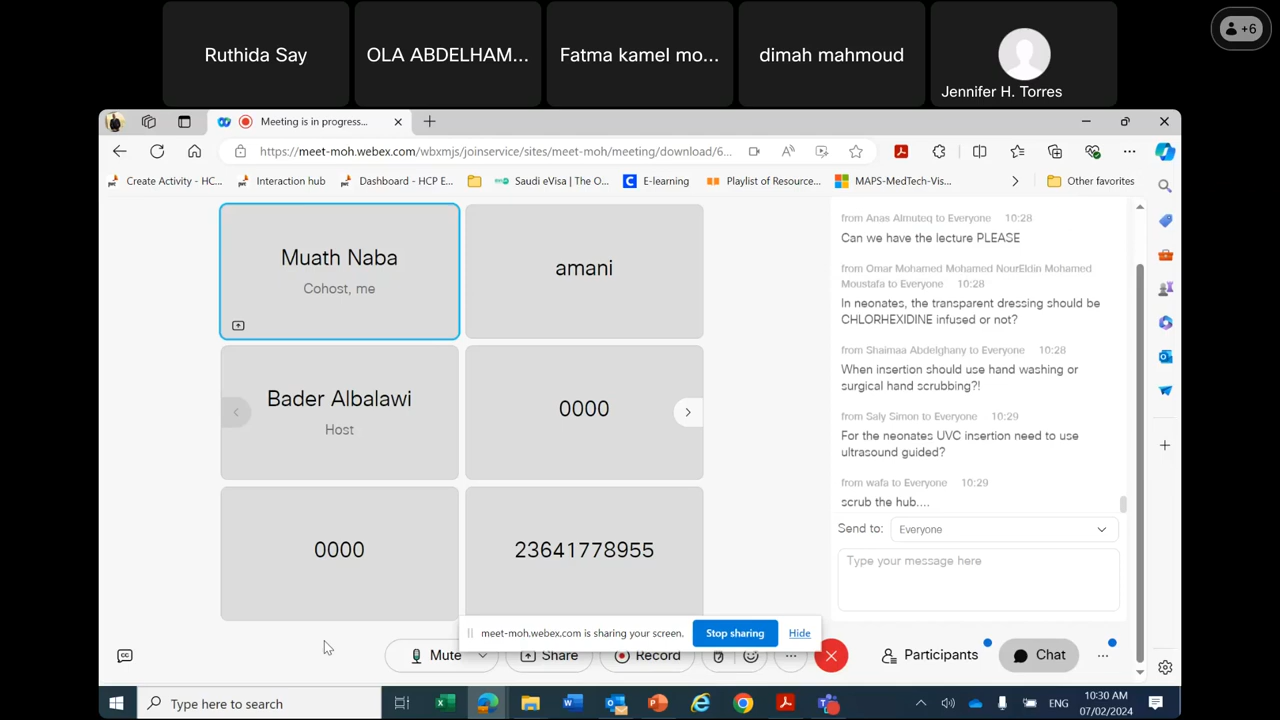 Ruthida Say
OLA ABDELHAM...
Fatma kamel mo...
dimah mahmoud
Jennifer H. Torres
+6
Meeting is in progress...
https://meet-moh.webex.com/wbxmjs/joinservice/sites/meet-moh/meeting/download/6...
Create Activity - HC...
Interaction hub
Dashboard - HCP E...
Saudi eVisa | The O...
E-learning
Playlist of Resource...
MAPS-MedTech-Vis...
Other favorites
Muath Naba
Cohost, me
amani
Bader Albalawi
Host
0000
0000
23641778955
from Anas Almuteq to Everyone 10:28
Can we have the lecture PLEASE
from Omar Mohamed Mohamed NourEldin Mohamed
Moustafa to Everyone 10:28
In neonates, the transparent dressing should be
CHLORHEXIDINE infused or not?
from Shaimaa Abdelghany to Everyone 10:28
When insertion should use hand washing or
surgical hand scrubbing?!
from Saly Simon to Everyone 10:29
For the neonates UVC insertion need to use
ultrasound guided?
from wafa to Everyone 10:29
scrub the hub....
Send to: Everyone
Type your message here
meet-moh.webex.com is sharing your screen.
Stop sharing
Hide
Mute
Share
Record
Participants
Chat
Type here to search
ENG
10:30 AM
07/02/2024